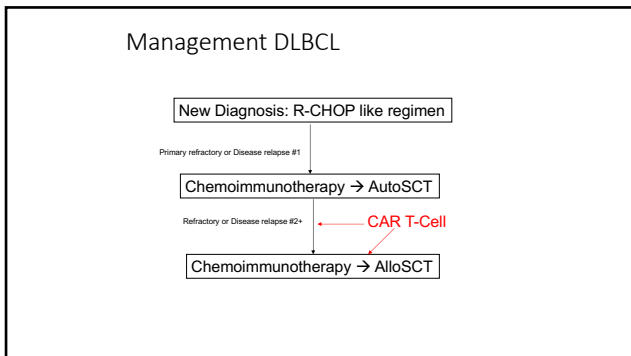 Management DLBCL
New Diagnosis: R-CHOP like regimen
Primary refractory or Disease relapse #1
Chemoimmunotherapy → AutoSCT
Refractory or Disease relapse #2+
CAR T-Cell
Chemoimmunotherapy → AlloSCT